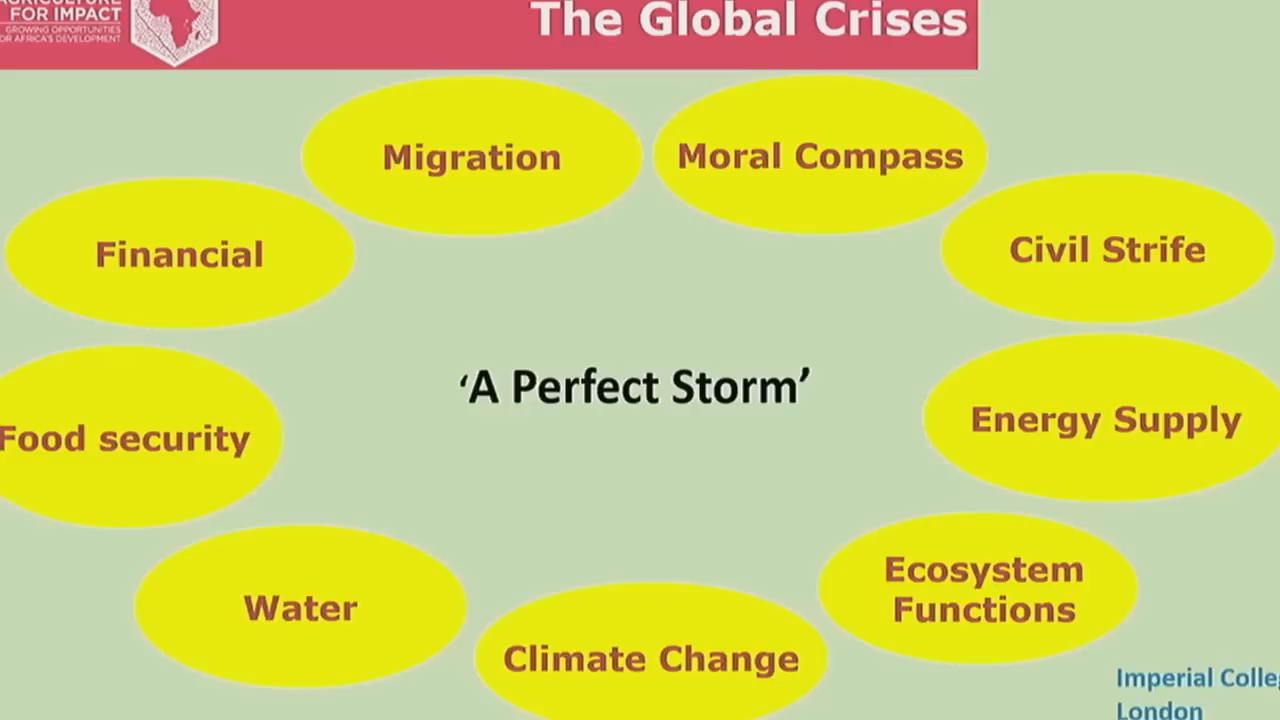 AGRICULTURE
FOR IMPACT
GROWING OPPORTUNITIES
FOR AFRICA'S DEVELOPMENT
The Global Crises
Migration
Moral Compass
Financial
Civil Strife
'A Perfect Storm'
Food security
Energy Supply
Water
Ecosystem
Functions
Climate Change
Imperial Colle
London